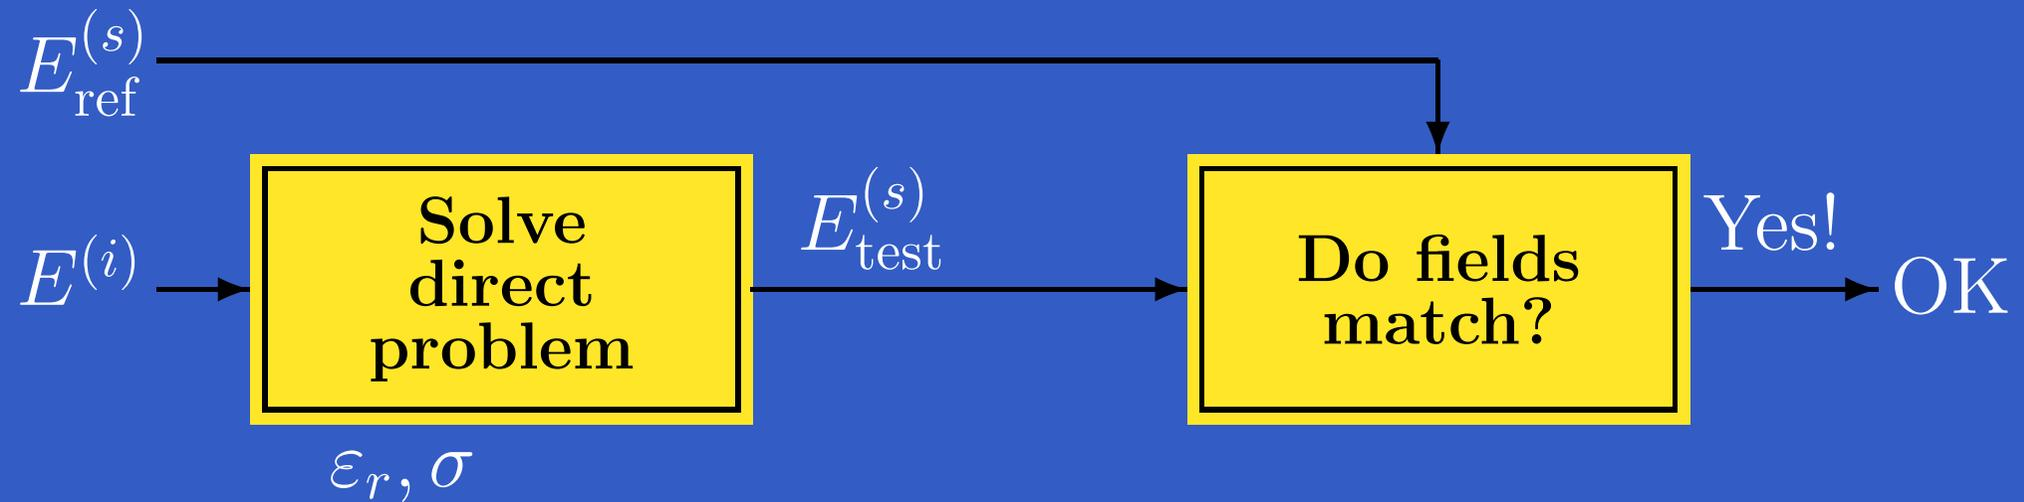 E_ref^(s)
E^(i)
Solve
direct
problem
ε_r, σ
E_test^(s)
Do fields
match?
Yes!
OK